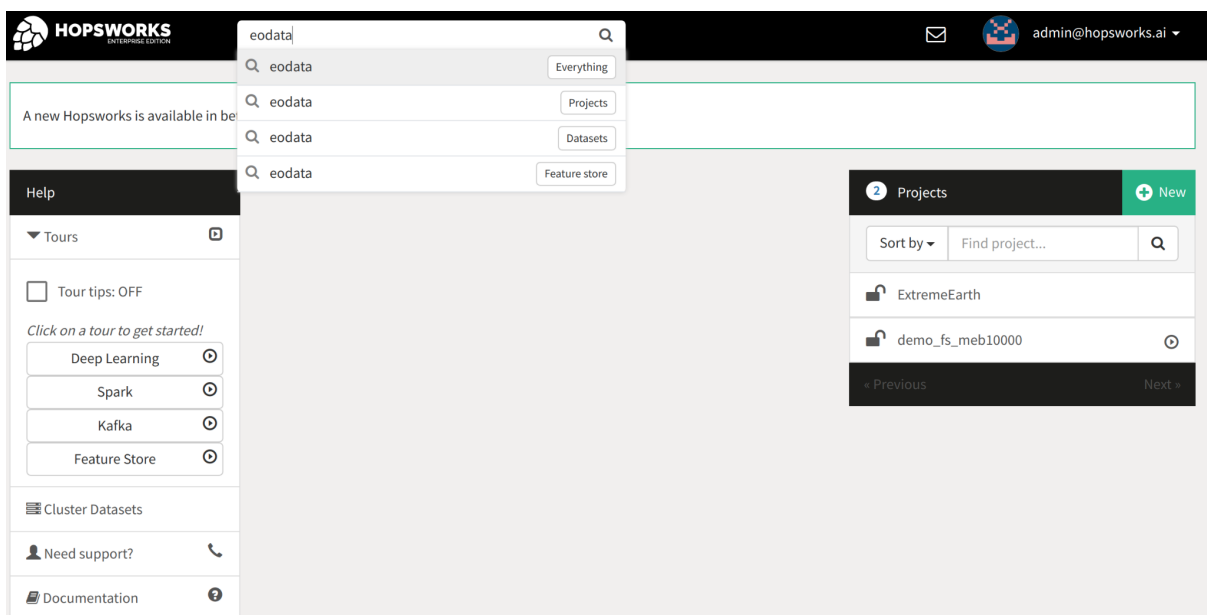 HOPSWORKS
ENTERPRISE EDITION
eodata
admin@hopsworks.ai
eodata Everything
eodata Projects
eodata Datasets
eodata Feature store
A new Hopsworks is available in be
Help
Tours
Tour tips: OFF
Click on a tour to get started!
Deep Learning
Spark
Kafka
Feature Store
Cluster Datasets
Need support?
Documentation
2 Projects New
Sort by Find project...
ExtremeEarth
demo_fs_meb10000
« Previous Next »